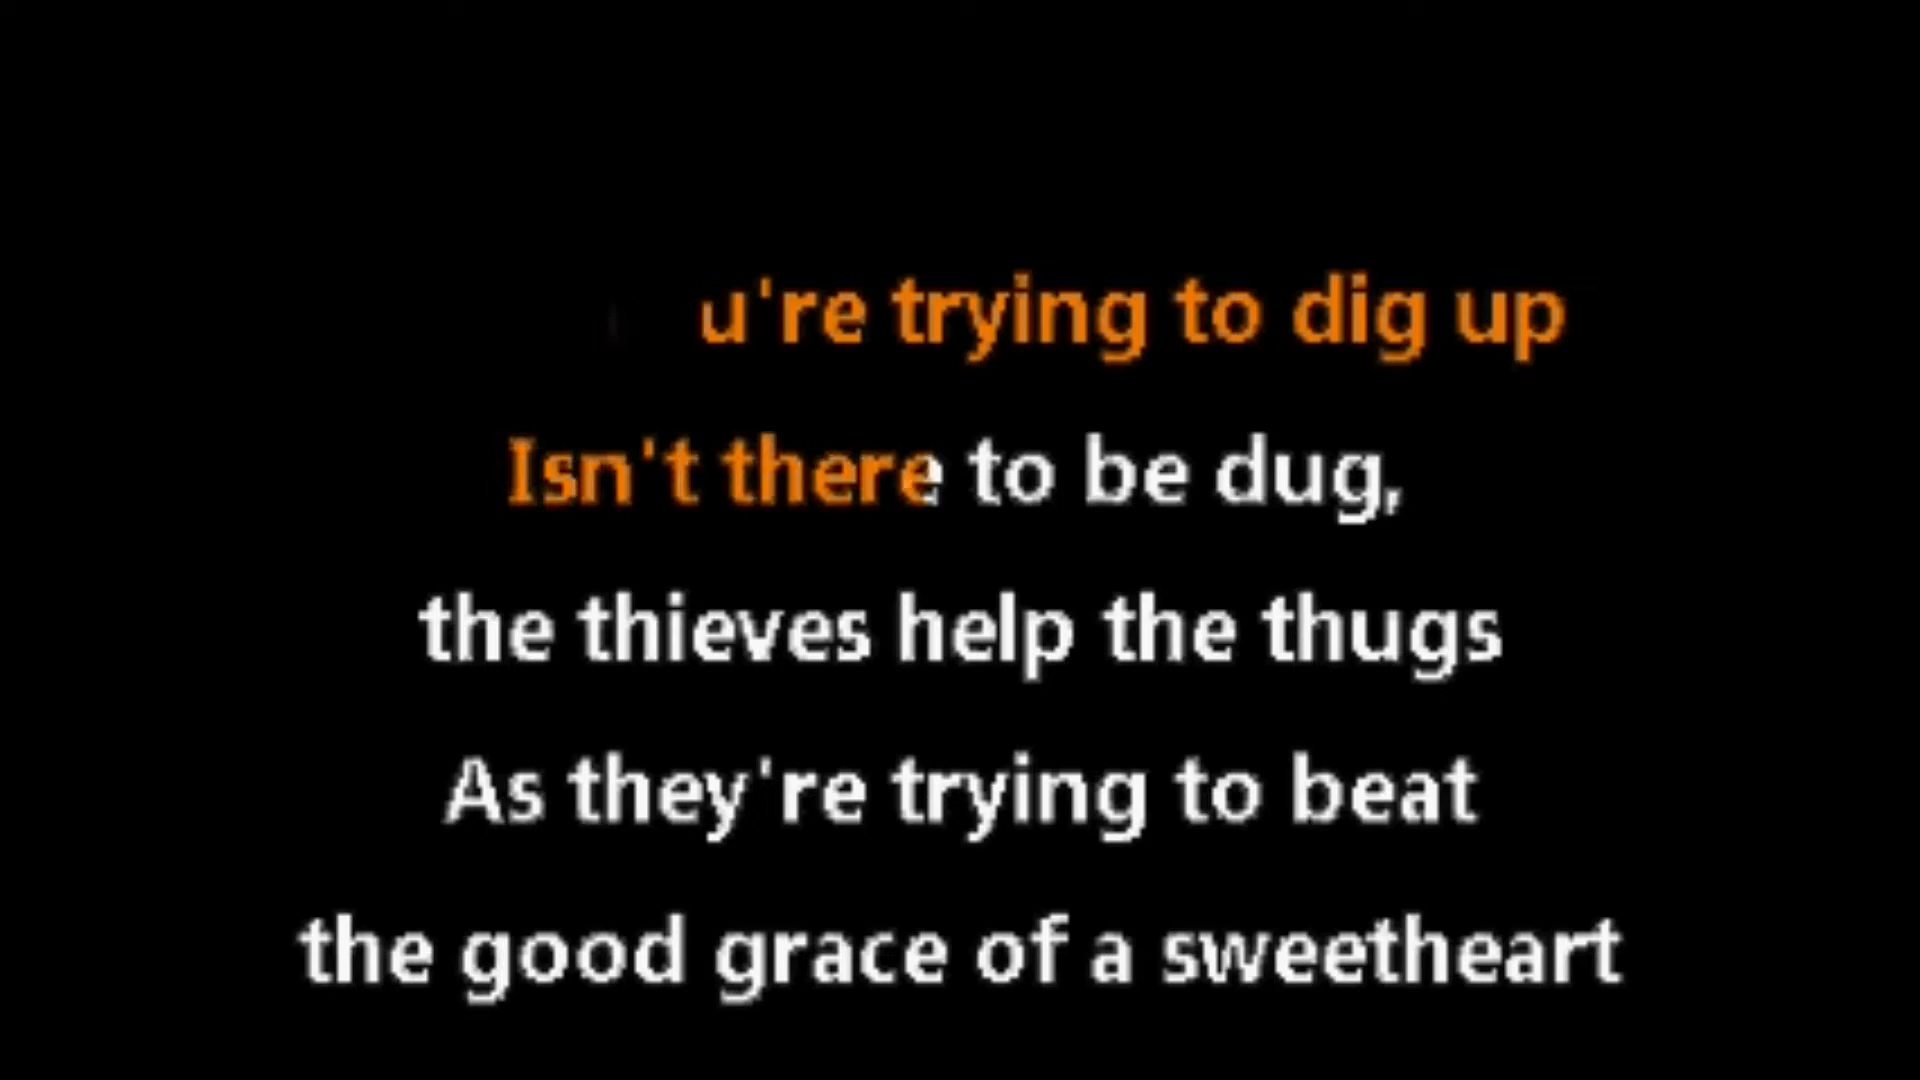 u're trying to dig up
Isn't there to be dug,
the thieves help the thugs
As they're trying to beat
the good grace of a sweetheart